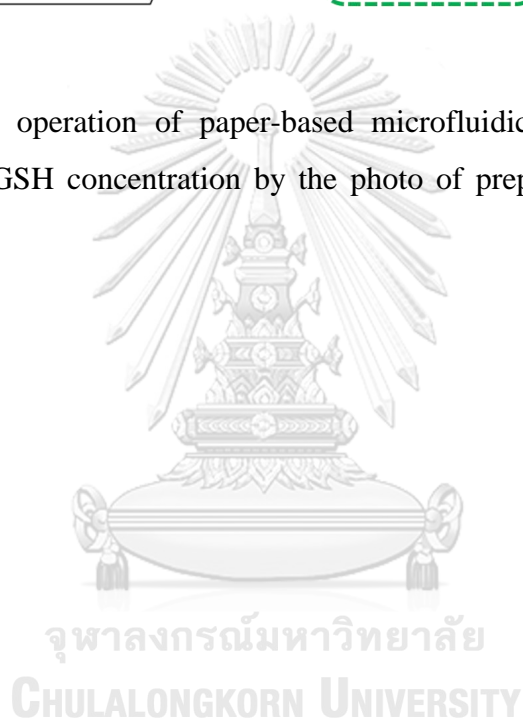 operation of paper-based microfluidic
GSH concentration by the photo of prep
จุฬาลงกรณ์มหาวิทยาลัย
CHULALONGKORN UNIVERSITY